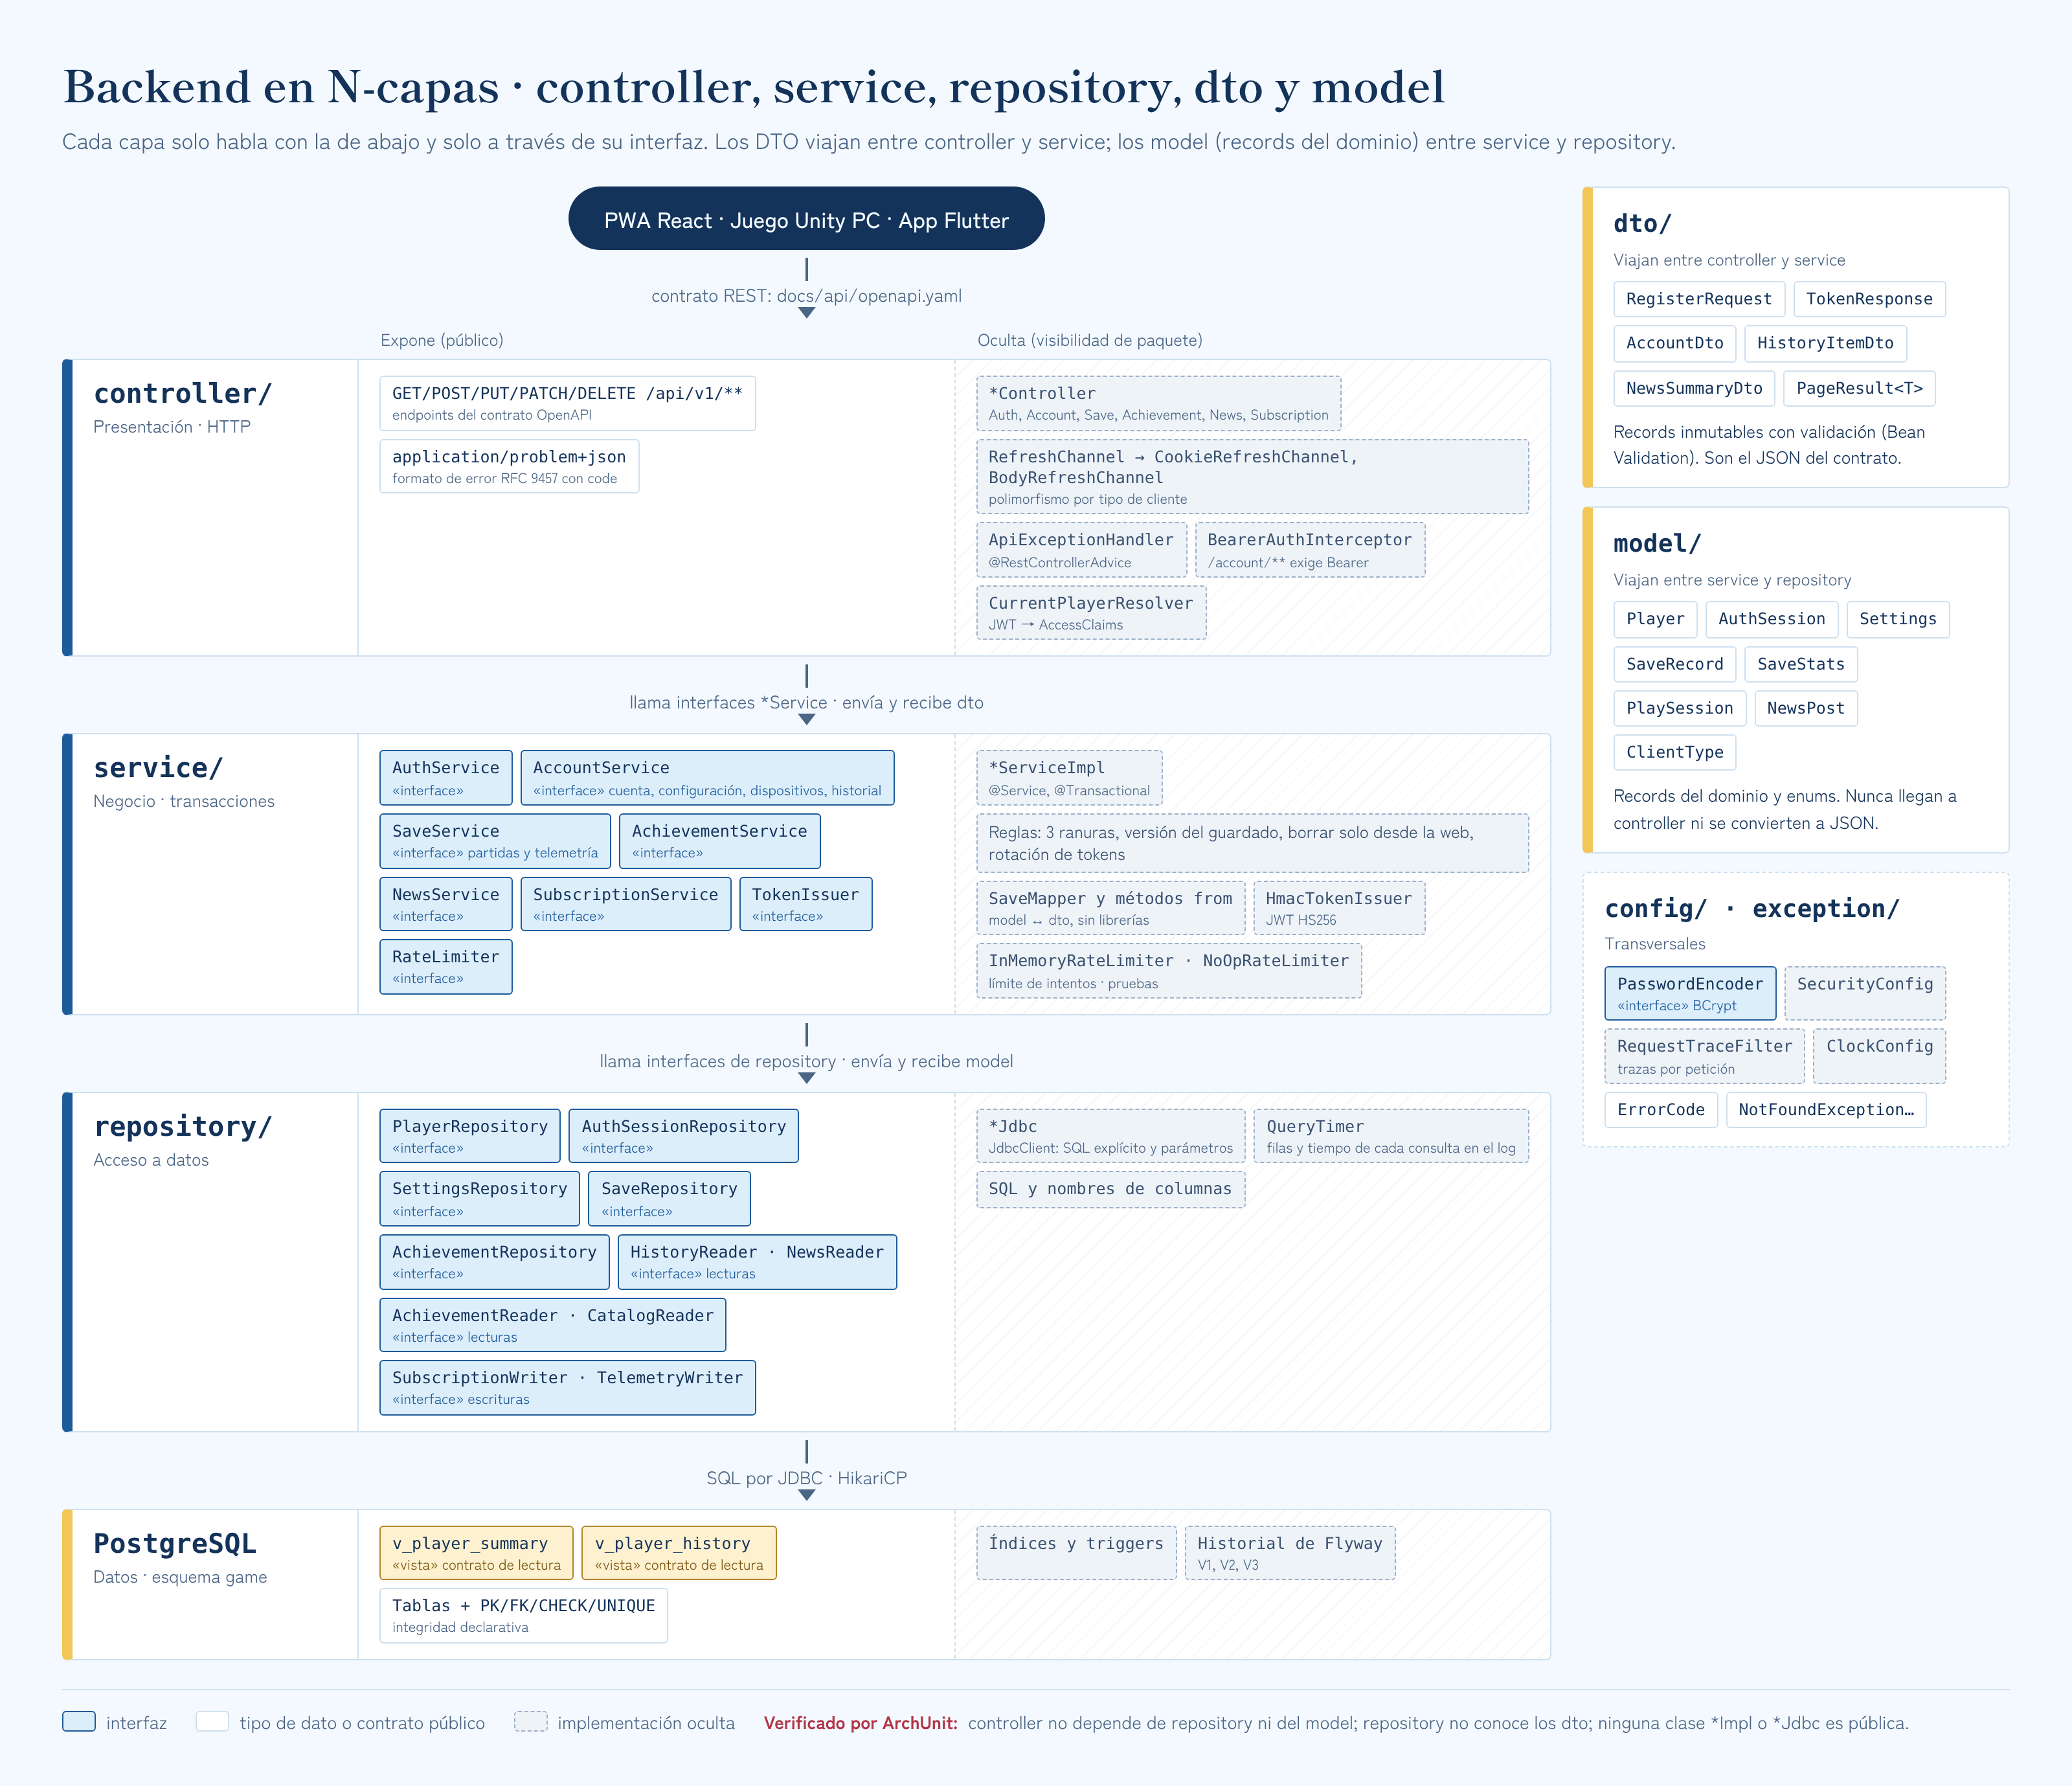 Backend en N-capas · controller, service, repository, dto y model
Cada capa solo habla con la de abajo y solo a través de su interfaz. Los DTO viajan entre controller y service; los model (records del dominio) entre service y repository.
PWA React · Juego Unity PC · App Flutter
contrato REST: docs/api/openapi.yaml
Expone (público)
Oculta (visibilidad de paquete)
controller/
Presentación · HTTP
GET/POST/PUT/PATCH/DELETE /api/v1/**
endpoints del contrato OpenAPI
application/problem+json
formato de error RFC 9457 con code
*Controller
Auth, Account, Save, Achievement, News, Subscription
RefreshChannel → CookieRefreshChannel,
BodyRefreshChannel
polimorfismo por tipo de cliente
ApiExceptionHandler
@RestControllerAdvice
BearerAuthInterceptor
/account/** exige Bearer
CurrentPlayerResolver
JWT → AccessClaims
llama interfaces *Service · envía y recibe dto
service/
Negocio · transacciones
AuthService
«interface»
AccountService
«interface» cuenta, configuración, dispositivos, historial
SaveService
«interface» partidas y telemetría
AchievementService
«interface»
NewsService
«interface»
SubscriptionService
«interface»
TokenIssuer
«interface»
RateLimiter
«interface»
*ServiceImpl
@Service, @Transactional
Reglas: 3 ranuras, versión del guardado, borrar solo desde la web,
rotación de tokens
SaveMapper y métodos from
model ↔ dto, sin librerías
HmacTokenIssuer
JWT HS256
InMemoryRateLimiter · NoOpRateLimiter
límite de intentos · pruebas
llama interfaces de repository · envía y recibe model
repository/
Acceso a datos
PlayerRepository
«interface»
AuthSessionRepository
«interface»
SettingsRepository
«interface»
SaveRepository
«interface»
AchievementRepository
«interface»
HistoryReader · NewsReader
«interface» lecturas
AchievementReader · CatalogReader
«interface» lecturas
SubscriptionWriter · TelemetryWriter
«interface» escrituras
*Jdbc
JdbcClient: SQL explícito y parámetros
QueryTimer
filas y tiempo de cada consulta en el log
SQL y nombres de columnas
SQL por JDBC · HikariCP
PostgreSQL
Datos · esquema game
v_player_summary
«vista» contrato de lectura
v_player_history
«vista» contrato de lectura
Tablas + PK/FK/CHECK/UNIQUE
integridad declarativa
Índices y triggers
Historial de Flyway
V1, V2, V3
dto/
Viajan entre controller y service
RegisterRequest
TokenResponse
AccountDto
HistoryItemDto
NewsSummaryDto
PageResult<T>
Records inmutables con validación (Bean
Validation). Son el JSON del contrato.
model/
Viajan entre service y repository
Player
AuthSession
Settings
SaveRecord
SaveStats
PlaySession
NewsPost
ClientType
Records del dominio y enums. Nunca llegan a
controller ni se convierten a JSON.
config/ · exception/
Transversales
PasswordEncoder
«interface» BCrypt
SecurityConfig
RequestTraceFilter
trazas por petición
ClockConfig
ErrorCode
NotFoundException…
interfaz
tipo de dato o contrato público
implementación oculta
Verificado por ArchUnit: controller no depende de repository ni del model; repository no conoce los dto; ninguna clase *Impl o *Jdbc es pública.